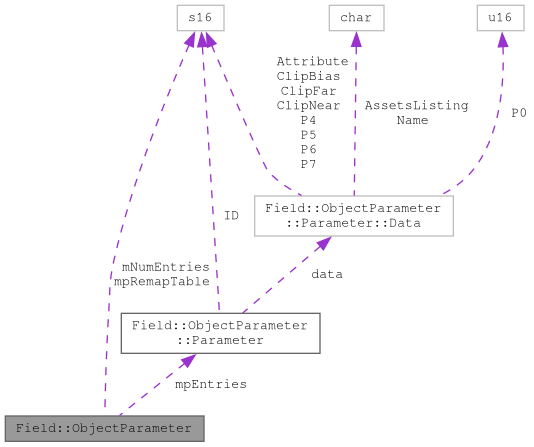 s16
char
u16
Attribute
ClipBias
ClipFar
ClipNear
P4
P5
P6
P7
AssetsListing
Name
P0
Field::ObjectParameter
::Parameter::Data
ID
mNumEntries
mpRemapTable
data
Field::ObjectParameter
::Parameter
mpEntries
Field::ObjectParameter